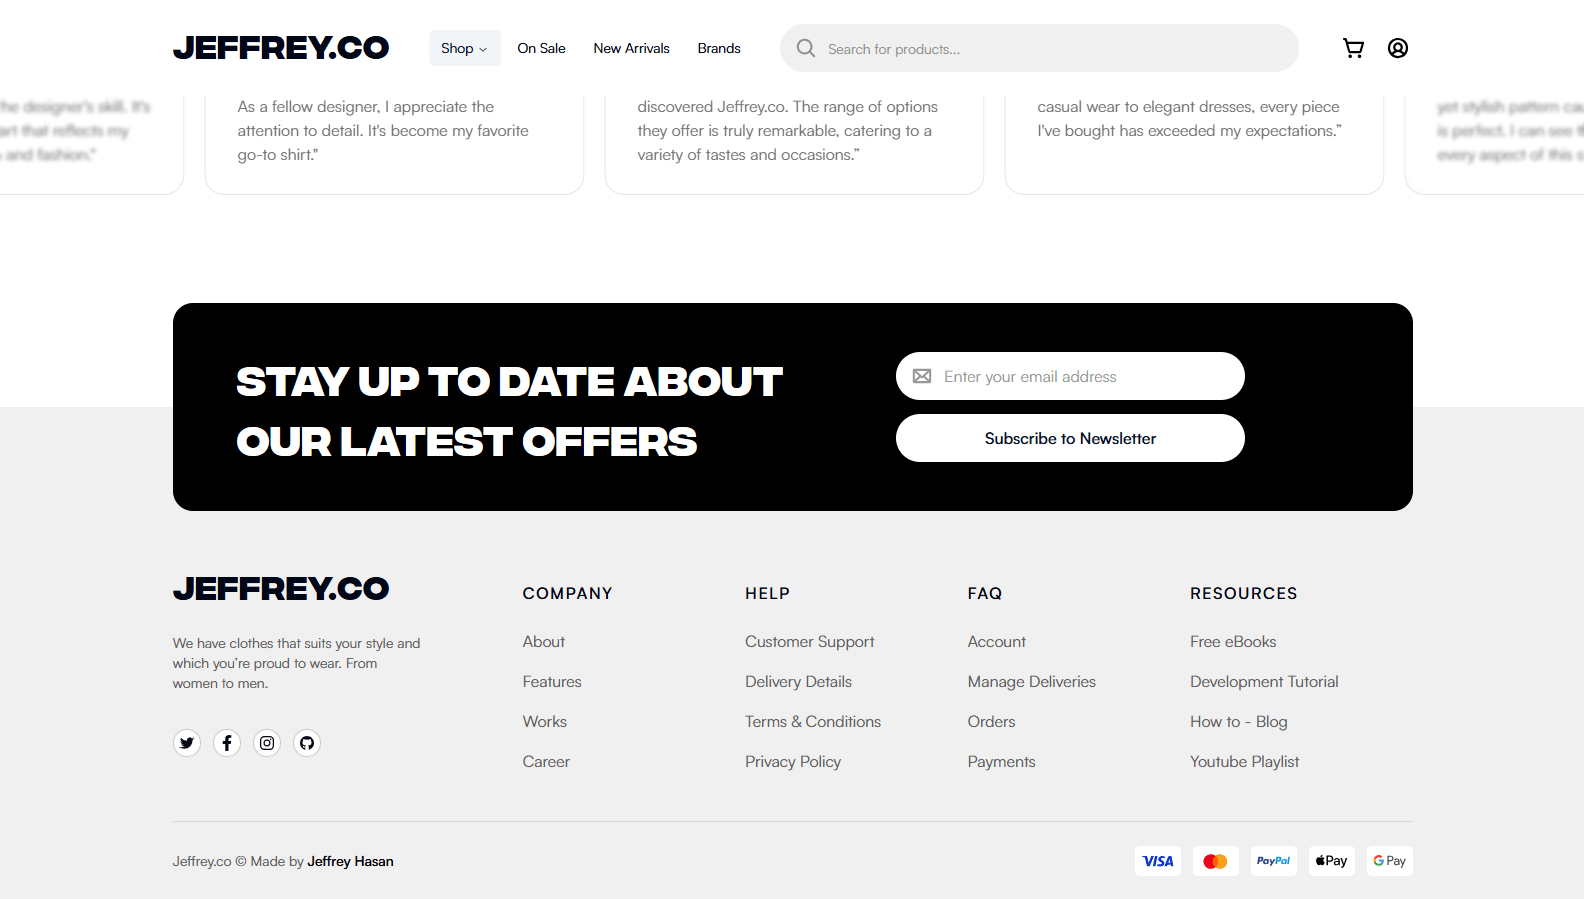 JEFFREY.CO
Shop
On Sale
New Arrivals
Brands
Search for products...
the designer's skill. It's
art that reflects my
and fashion."
As a fellow designer, I appreciate the
attention to detail. It's become my favorite
go-to shirt."
discovered Jeffrey.co. The range of options
they offer is truly remarkable, catering to a
variety of tastes and occasions.”
casual wear to elegant dresses, every piece
I've bought has exceeded my expectations.”
yet stylish pattern
is perfect. I can see
every aspect of this
STAY UP TO DATE ABOUT
OUR LATEST OFFERS
Enter your email address
Subscribe to Newsletter
JEFFREY.CO
We have clothes that suits your style and
which you’re proud to wear. From
women to men.
COMPANY
About
Features
Works
Career
HELP
Customer Support
Delivery Details
Terms & Conditions
Privacy Policy
FAQ
Account
Manage Deliveries
Orders
Payments
RESOURCES
Free eBooks
Development Tutorial
How to - Blog
Youtube Playlist
Jeffrey.co © Made by Jeffrey Hasan
VISA
PayPal
Pay
G Pay